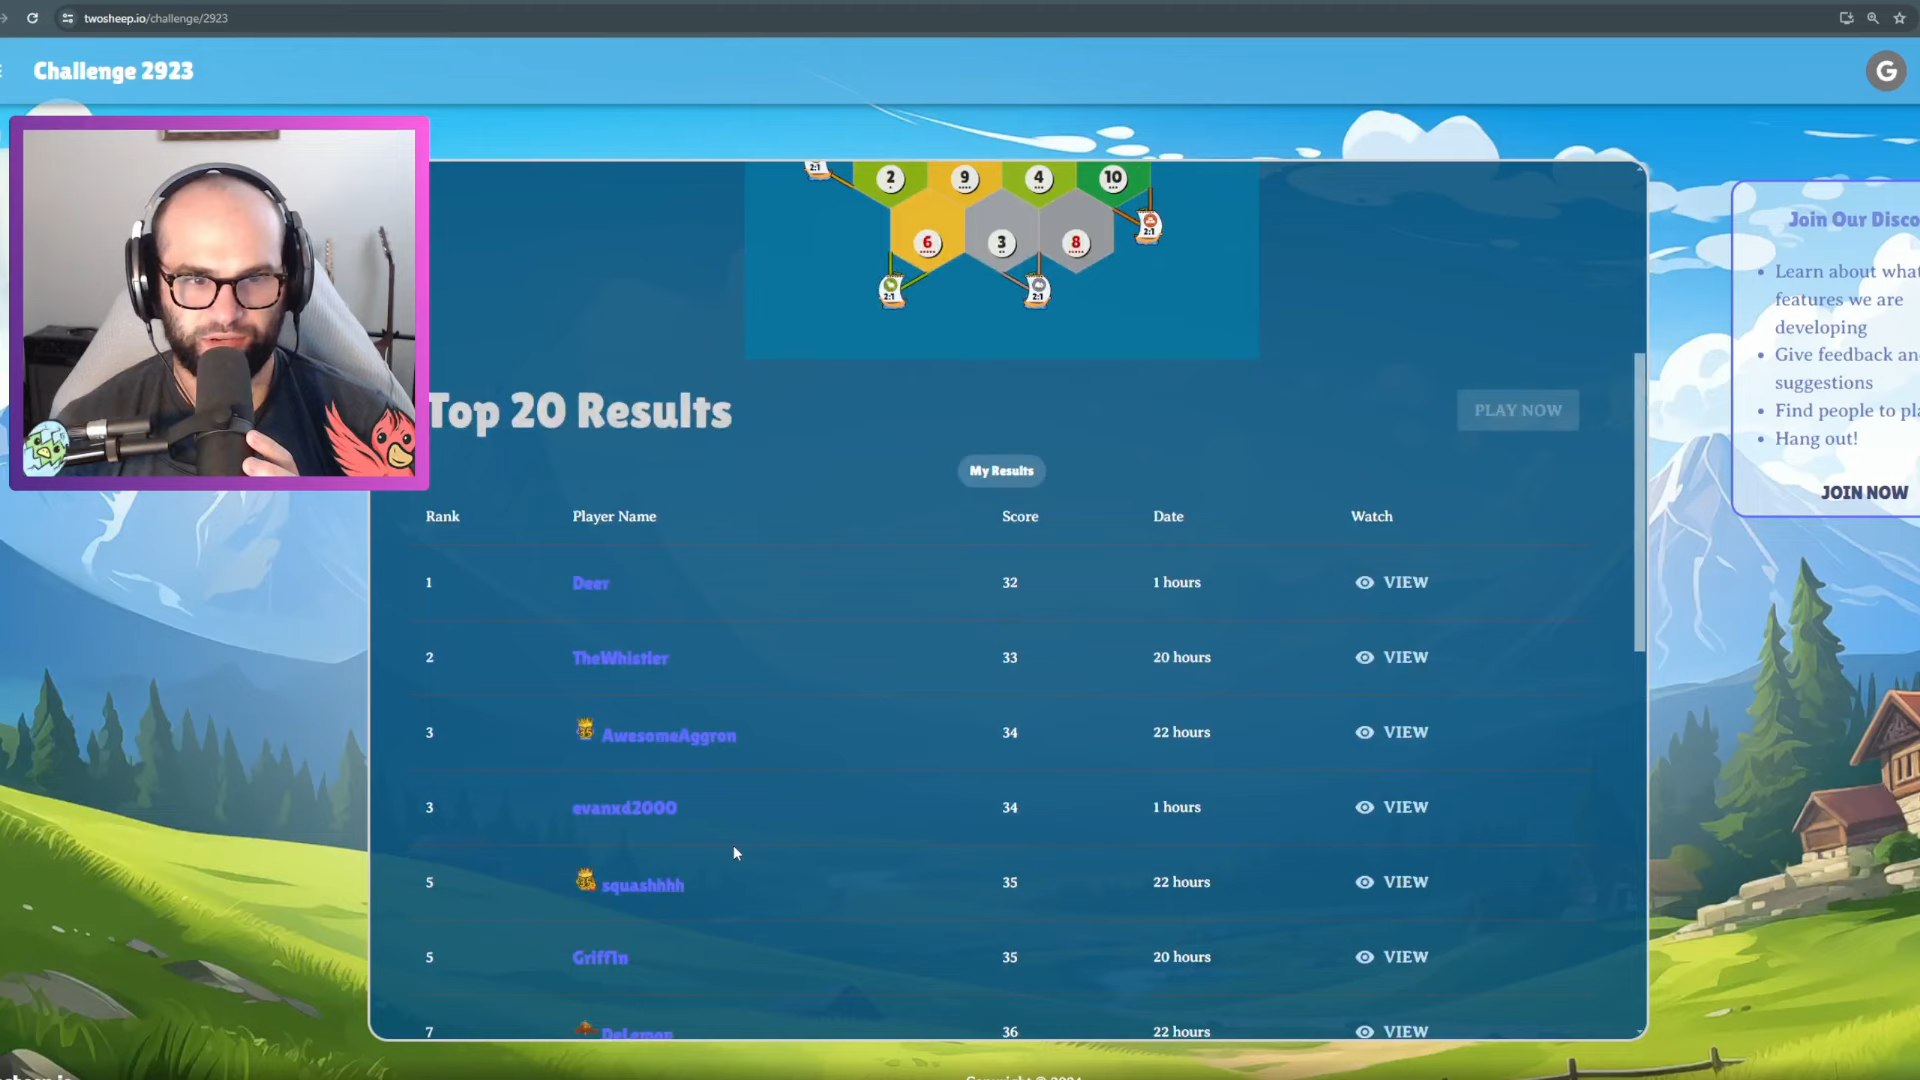 twosheep.io/challenge/2923
Challenge 2923
G
2:1
2
9
4
10
2:1
6
3
8
2:1
2:1
Join Our Disco
Learn about what
features we are
developing
Give feedback an
suggestions
Find people to pla
Hang out!
JOIN NOW
Top 20 Results
PLAY NOW
My Results
Rank Player Name Score Date Watch
1 Deer 32 1 hours VIEW
2 TheWhistler 33 20 hours VIEW
3 AwesomeAggron 34 22 hours VIEW
3 evanxd2000 34 1 hours VIEW
5 squashhhh 35 22 hours VIEW
5 Griffin 35 20 hours VIEW
7 DeLemon 36 22 hours VIEW